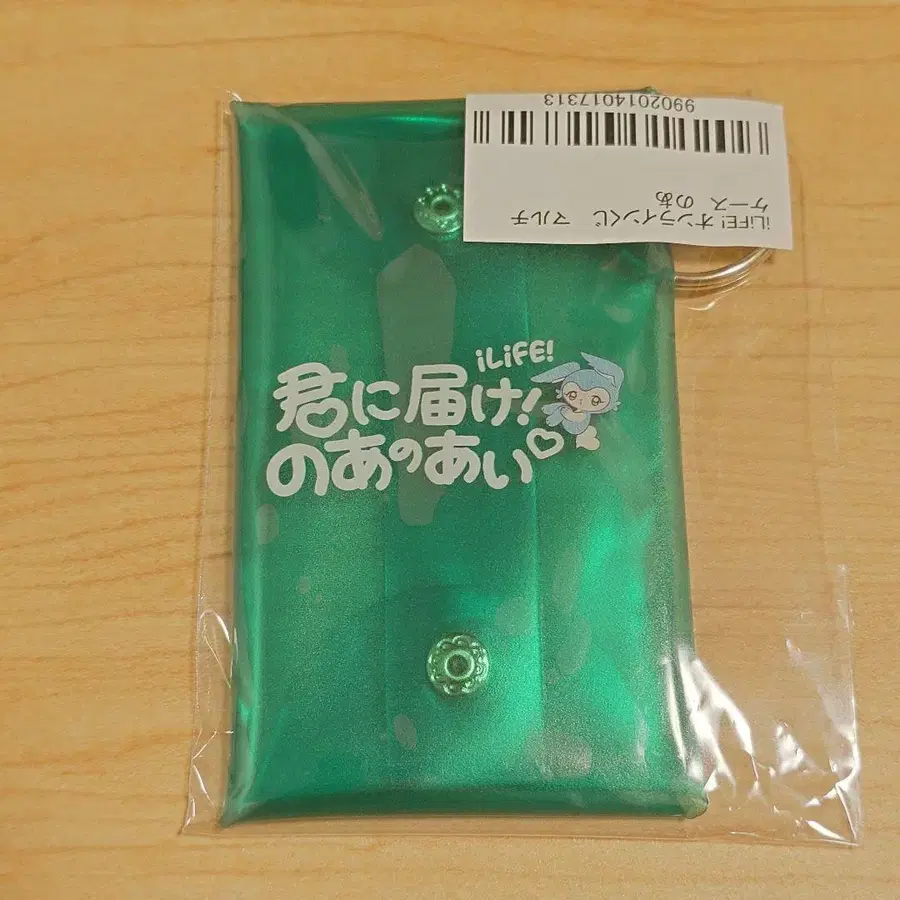 9902014017313
iLiFE! オンラインくじ　マルチ
ケース　のあ
iLiFE!
君に届け!
のあのあい♡